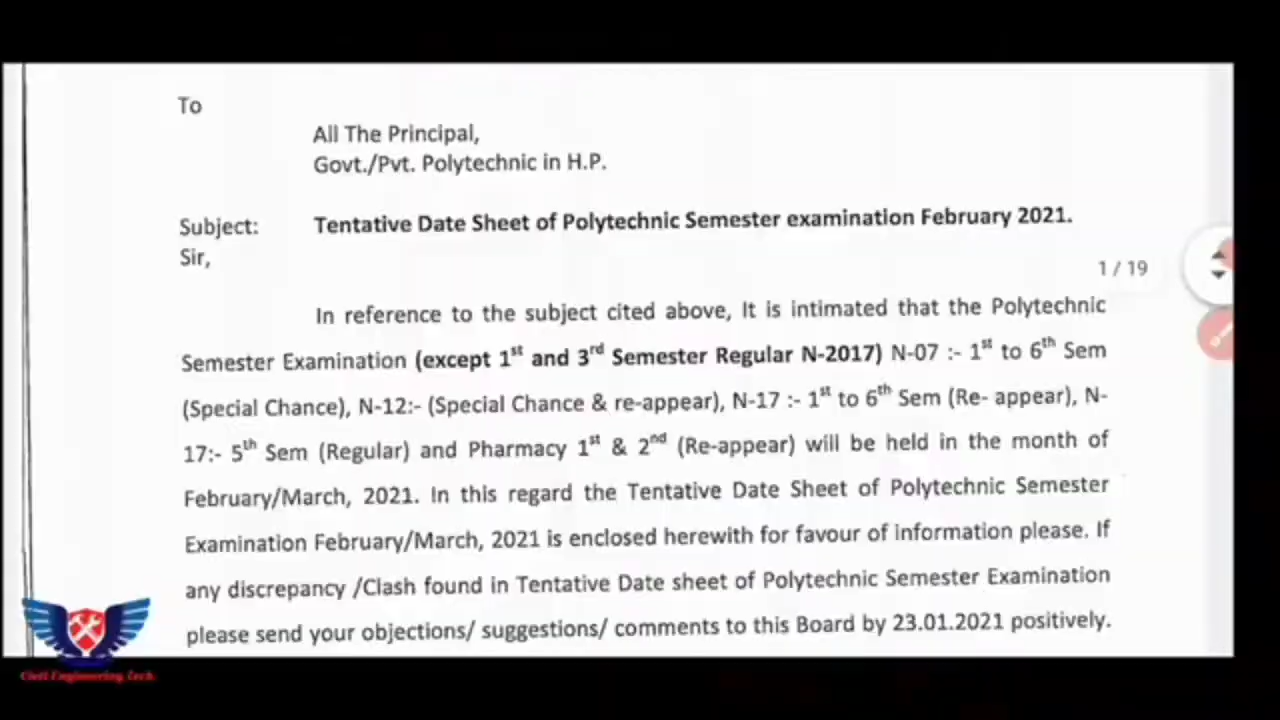 To
All The Principal,
Govt./Pvt. Polytechnic in H.P.
Subject: Tentative Date Sheet of Polytechnic Semester examination February 2021.
Sir,
1 / 19
In reference to the subject cited above, It is intimated that the Polytechnic
Semester Examination (except 1st and 3rd Semester Regular N-2017) N-07 :- 1st to 6th Sem
(Special Chance), N-12:- (Special Chance & re-appear), N-17 :- 1st to 6th Sem (Re- appear), N-
17:- 5th Sem (Regular) and Pharmacy 1st & 2nd (Re-appear) will be held in the month of
February/March, 2021. In this regard the Tentative Date Sheet of Polytechnic Semester
Examination February/March, 2021 is enclosed herewith for favour of information please. If
any discrepancy /Clash found in Tentative Date sheet of Polytechnic Semester Examination
please send your objections/ suggestions/ comments to this Board by 23.01.2021 positively.
Civil Engineering Tech.